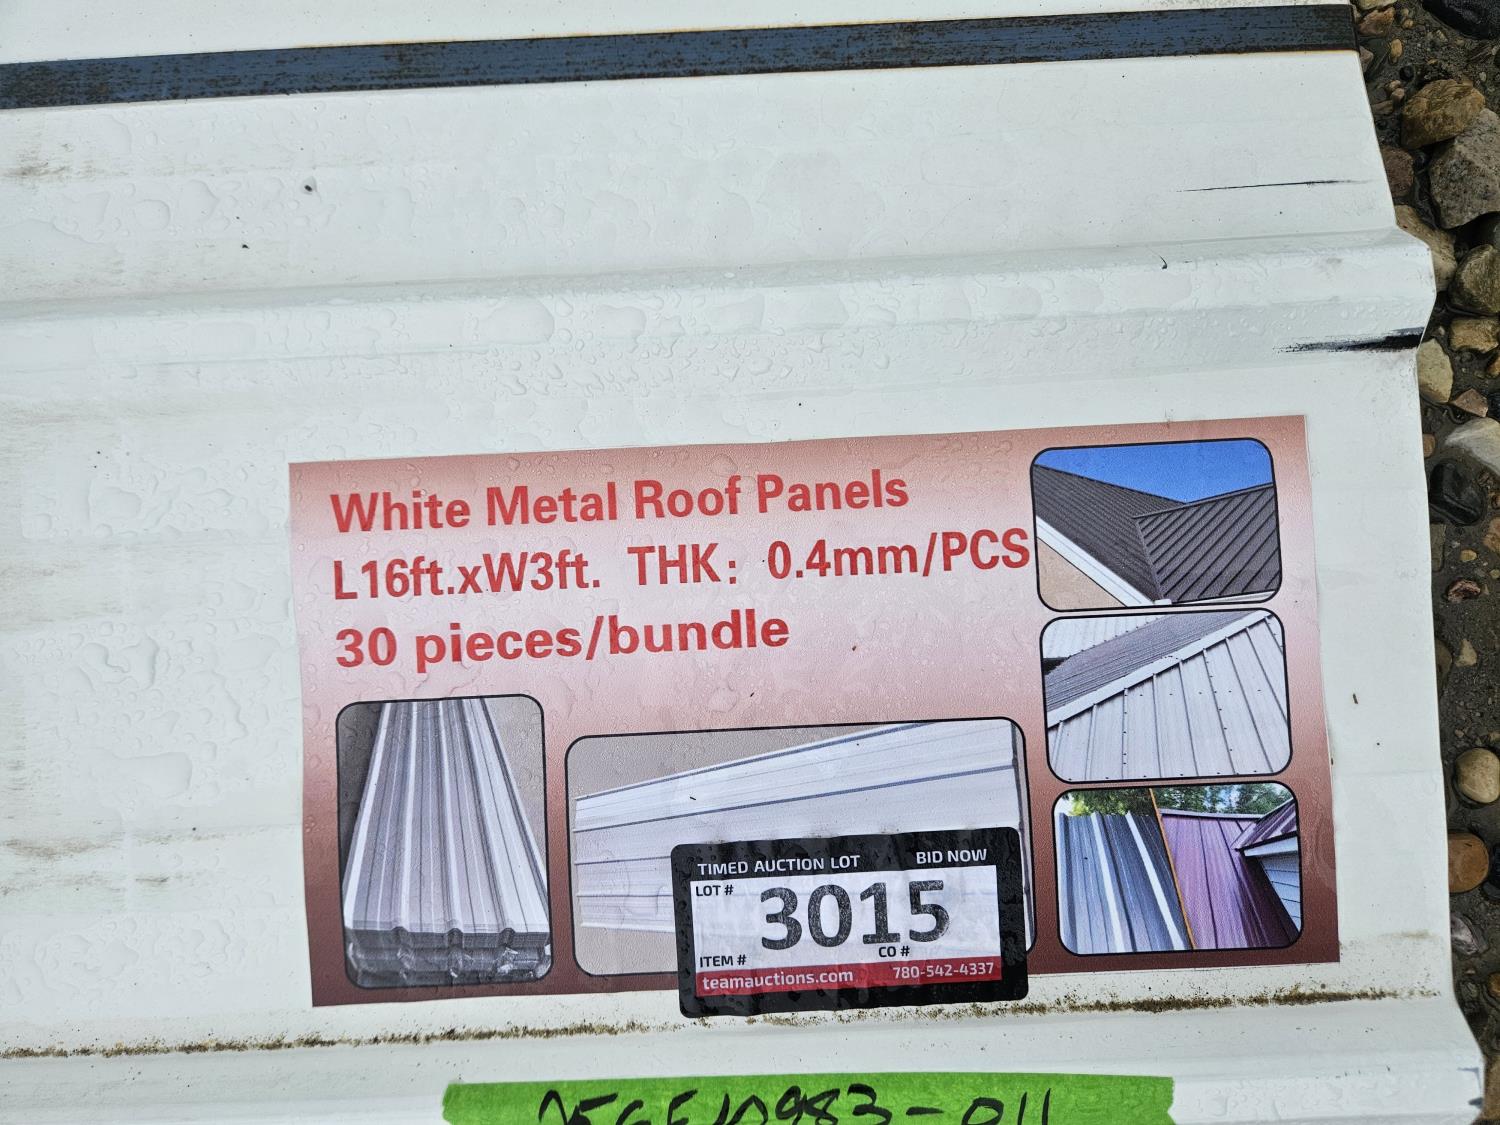 White Metal Roof Panels
L16ft.xW3ft. THK: 0.4mm/PCS
30 pieces/bundle
TIMED AUCTION LOT BID NOW
LOT # 3015
ITEM # CO #
teamauctions.com 780-542-4337